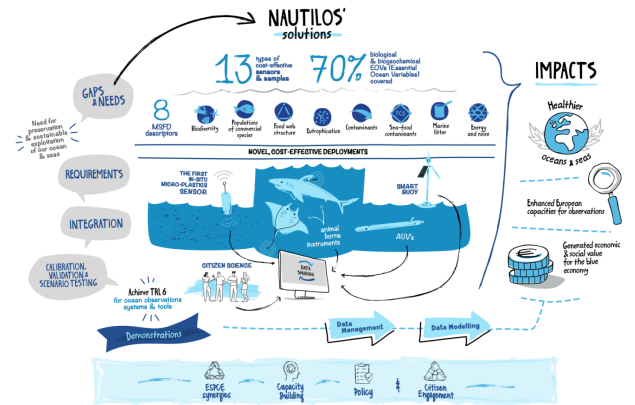 NAUTILOS'
solutions
13
types of
cost-effective
sensors
& samples
70%
biological
& biogeochemical
EOVs (Essential
Ocean Variables)
covered
GAPS
& NEEDS
Need for
preservation
& sustainable
exploitation
of our ocean
& seas
8
MSFD
descriptors
Biodiversity
Populations
of commercial
species
Food web
structure
Eutrophication
Contaminants
Sea-food
contaminants
Marine
litter
Energy
and noise
NOVEL, COST-EFFECTIVE DEPLOYMENTS
REQUIREMENTS
THE FIRST
IN-SITU
MICRO-PLASTICS
SENSOR
SMART
BUOY
animal
borne
instruments
AUV's
INTEGRATION
CALIBRATION,
VALIDATION &
SCENARIO TESTING
CITIZEN SCIENCE
DATA
SHARING
Achieve TRL 6
for ocean observations
systems & tools
Demonstrations
Data
Management
Data Modelling
IMPACTS
Healthier
oceans & seas
Enhanced European
capacities for observations
Generated economic
& social value for
the blue
economy
synergies
Capacity
Building
Policy
&
Citizen
Engagement